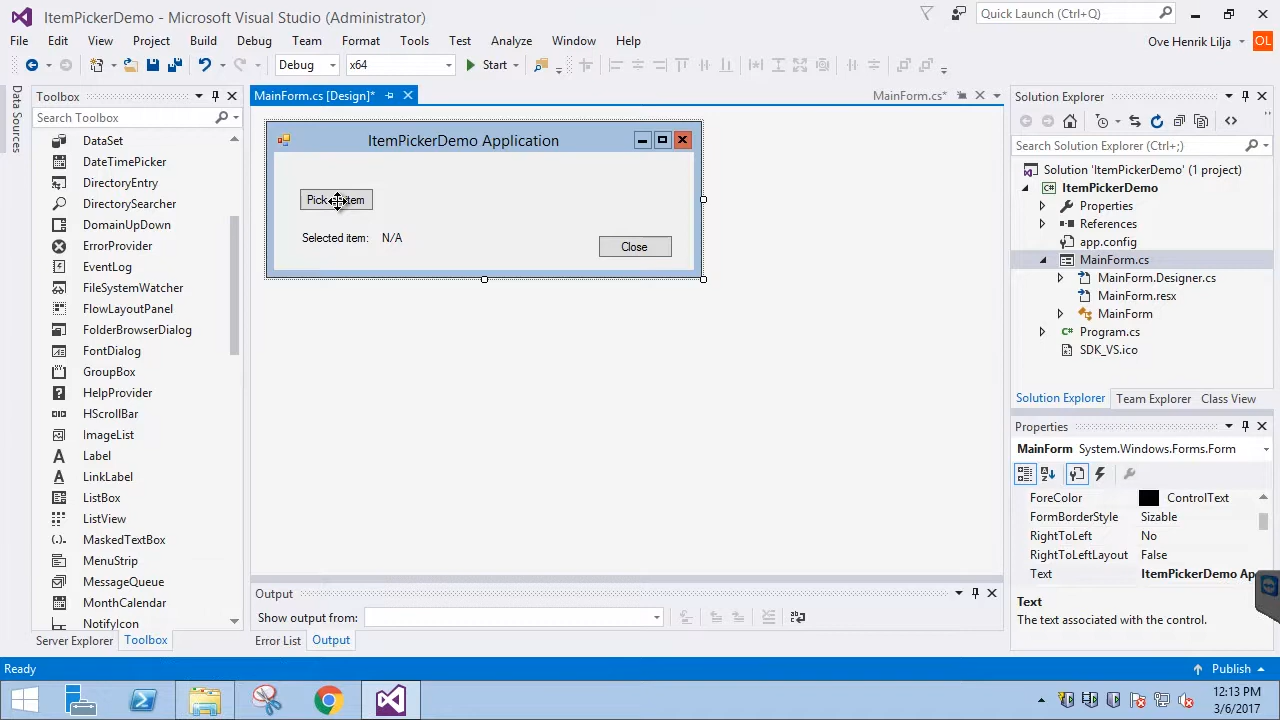 ItemPickerDemo - Microsoft Visual Studio (Administrator)
Quick Launch (Ctrl+Q)
File Edit View Project Build Debug Team Format Tools Test Analyze Window Help
Ove Henrik Lilja OL
Debug x64 Start
Data Sources
Toolbox
Search Toolbox
DataSet
DateTimePicker
DirectoryEntry
DirectorySearcher
DomainUpDown
ErrorProvider
EventLog
FileSystemWatcher
FlowLayoutPanel
FolderBrowserDialog
FontDialog
GroupBox
HelpProvider
HScrollBar
ImageList
Label
LinkLabel
ListBox
ListView
MaskedTextBox
MenuStrip
MessageQueue
MonthCalendar
NotifyIcon
Server Explorer Toolbox
MainForm.cs [Design]* MainForm.cs*
ItemPickerDemo Application
Pick item
Selected item: N/A
Close
Output
Show output from:
Error List Output
Solution Explorer
Search Solution Explorer (Ctrl+;)
Solution 'ItemPickerDemo' (1 project)
ItemPickerDemo
Properties
References
app.config
MainForm.cs
MainForm.Designer.cs
MainForm.resx
MainForm
Program.cs
SDK_VS.ico
Solution Explorer Team Explorer Class View
Properties
MainForm System.Windows.Forms.Form
ForeColor ControlText
FormBorderStyle Sizable
RightToLeft No
RightToLeftLayout False
Text ItemPickerDemo Ap
Text
The text associated with the control.
Ready Publish
12:13 PM
3/6/2017